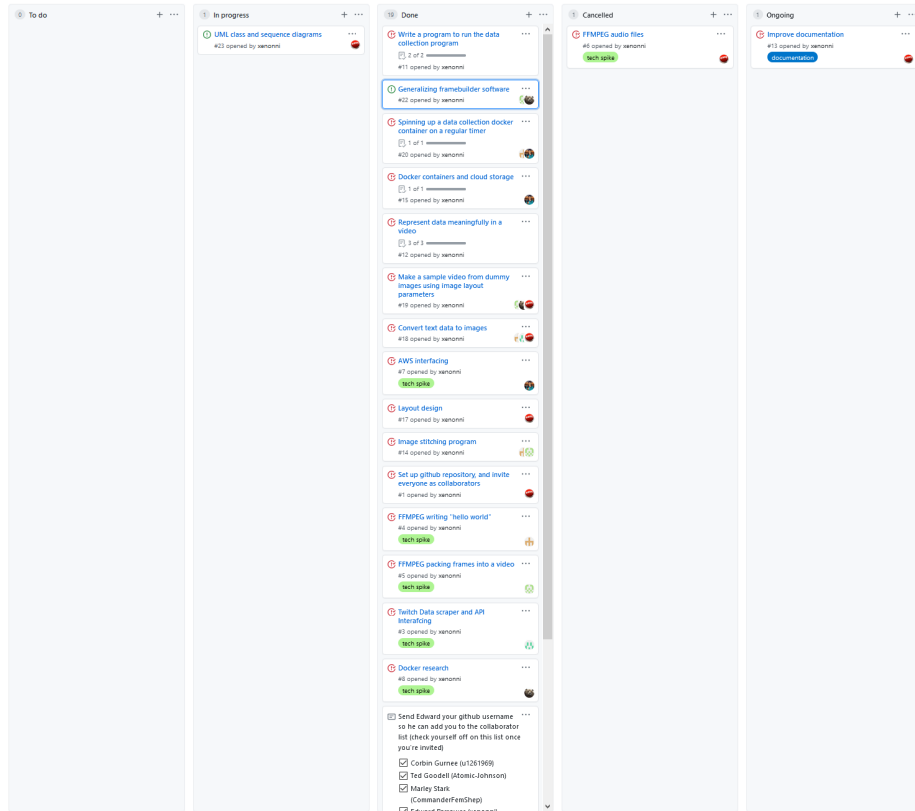 0 To do
1 In progress
UML class and sequence diagrams
#23 opened by xenonni
19 Done
Write a program to run the data
collection program
2 of 2
#11 opened by xenonni
Generalizing framebuilder software
#22 opened by xenonni
Spinning up a data collection docker
container on a regular timer
1 of 1
#20 opened by xenonni
Docker containers and cloud storage
1 of 1
#15 opened by xenonni
Represent data meaningfully in a
video
3 of 3
#12 opened by xenonni
Make a sample video from dummy
images using image layout
parameters
#19 opened by xenonni
Convert text data to images
#18 opened by xenonni
AWS interfacing
#7 opened by xenonni
tech spike
Layout design
#17 opened by xenonni
Image stitching program
#14 opened by xenonni
Set up github repository, and invite
everyone as collaborators
#1 opened by xenonni
FFMPEG writing "hello world"
#4 opened by xenonni
tech spike
FFMPEG packing frames into a video
#5 opened by xenonni
tech spike
Twitch Data scraper and API
Interafcing
#3 opened by xenonni
tech spike
Docker research
#8 opened by xenonni
tech spike
Send Edward your github username
so he can add you to the collaborator
list (check yourself off on this list once
you're invited)
Corbin Gurnee (u1261969)
Ted Goodell (Atomic-Johnson)
Marley Stark
(CommanderFemShep)
1 Cancelled
FFMPEG audio files
#6 opened by xenonni
tech spike
1 Ongoing
Improve documentation
#13 opened by xenonni
documentation